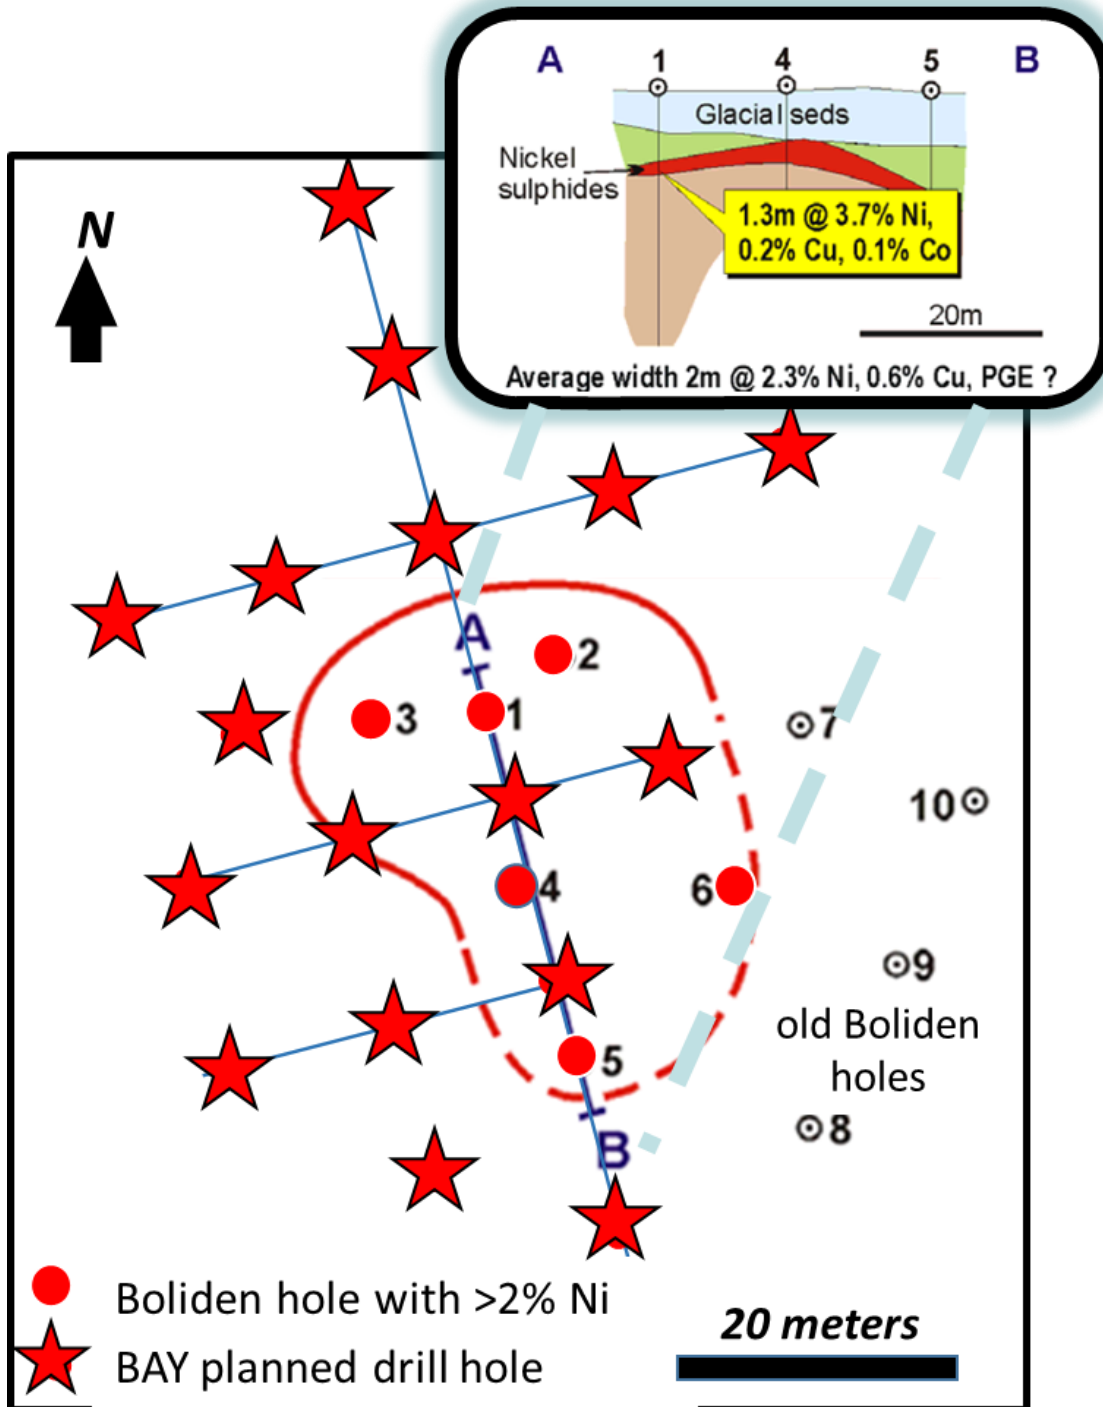 A 1 4 5 B
Glacial seds
Nickel
sulphides
1.3m @ 3.7% Ni,
0.2% Cu, 0.1% Co
20m
Average width 2m @ 2.3% Ni, 0.6% Cu, PGE ?
N
A
2
3
1
7
10
4
6
9
old Boliden
holes
5
8
B
Boliden hole with >2% Ni
20 meters
BAY planned drill hole